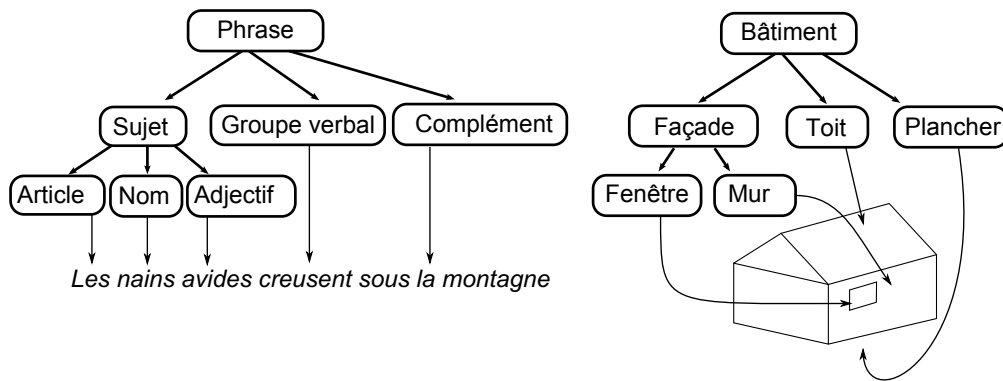 Phrase
Sujet
Groupe verbal
Complément
Article
Nom
Adjectif
Les nains avides creusent sous la montagne
Bâtiment
Façade
Toit
Plancher
Fenêtre
Mur